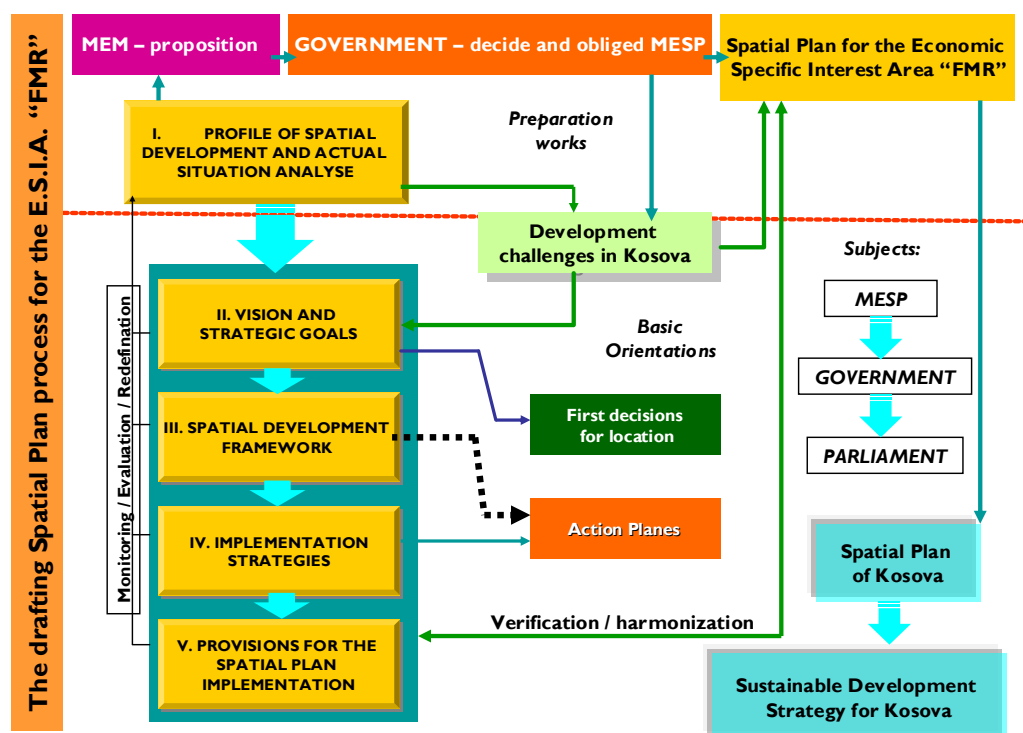 The drafting Spatial Plan process for the E.S.I.A. “FMR”
MEM – proposition
GOVERNMENT – decide and obliged MESP
Spatial Plan for the Economic
Specific Interest Area “FMR”
I. PROFILE OF SPATIAL
DEVELOPMENT AND ACTUAL
SITUATION ANALYSE
Preparation
works
Development
challenges in Kosova
Subjects:
MESP
GOVERNMENT
PARLIAMENT
Monitoring / Evaluation / Redefination
II. VISION AND
STRATEGIC GOALS
Basic
Orientations
III. SPATIAL DEVELOPMENT
FRAMEWORK
First decisions
for location
IV. IMPLEMENTATION
STRATEGIES
Action Planes
V. PROVISIONS FOR THE
SPATIAL PLAN
IMPLEMENTATION
Verification / harmonization
Spatial Plan
of Kosova
Sustainable Development
Strategy for Kosova